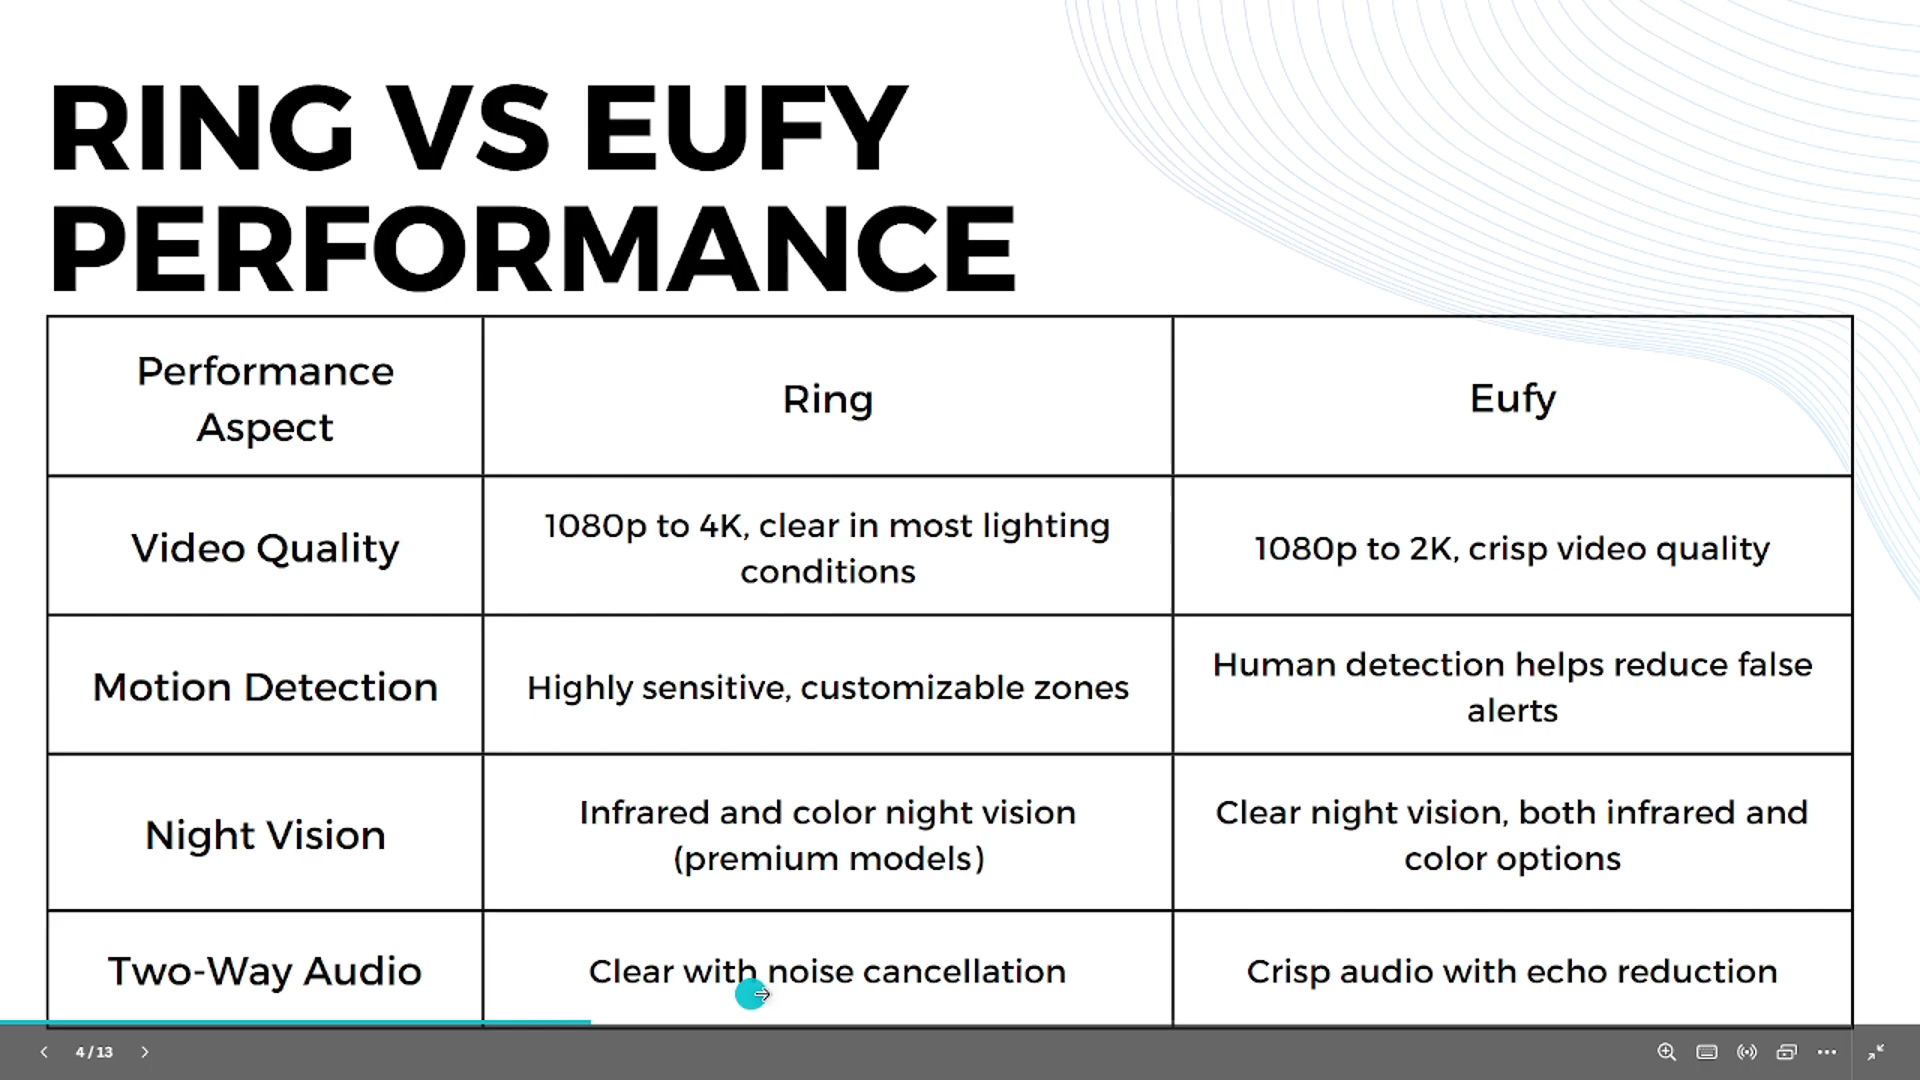 RING VS EUFY
PERFORMANCE
Performance
Aspect
Ring
Eufy
Video Quality
1080p to 4K, clear in most lighting
conditions
1080p to 2K, crisp video quality
Motion Detection
Highly sensitive, customizable zones
Human detection helps reduce false
alerts
Night Vision
Infrared and color night vision
(premium models)
Clear night vision, both infrared and
color options
Two-Way Audio
Clear with noise cancellation
Crisp audio with echo reduction
4 / 13